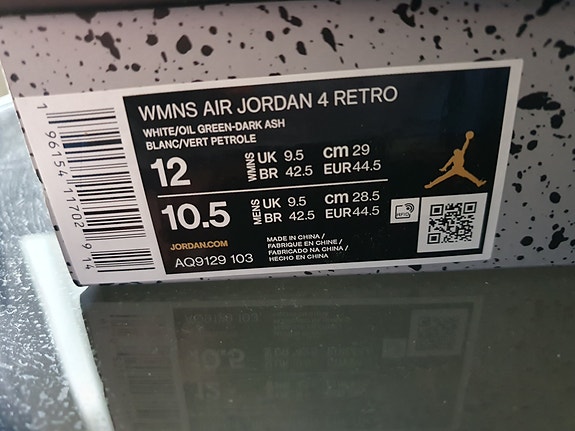 WMNS AIR JORDAN 4 RETRO
WHITE/OIL GREEN-DARK ASH
BLANC/VERT PETROLE
12 WMNS UK 9.5 cm 29
BR 42.5 EUR 44.5
10.5 MENS UK 9.5 cm 28.5
BR 42.5 EUR 44.5
JORDAN.COM
AQ9129 103
MADE IN CHINA /
FABRIQUE EN CHINE /
FABRICADO NA CHINA /
HECHO EN CHINA
RFID
1 96154 11702 9 14